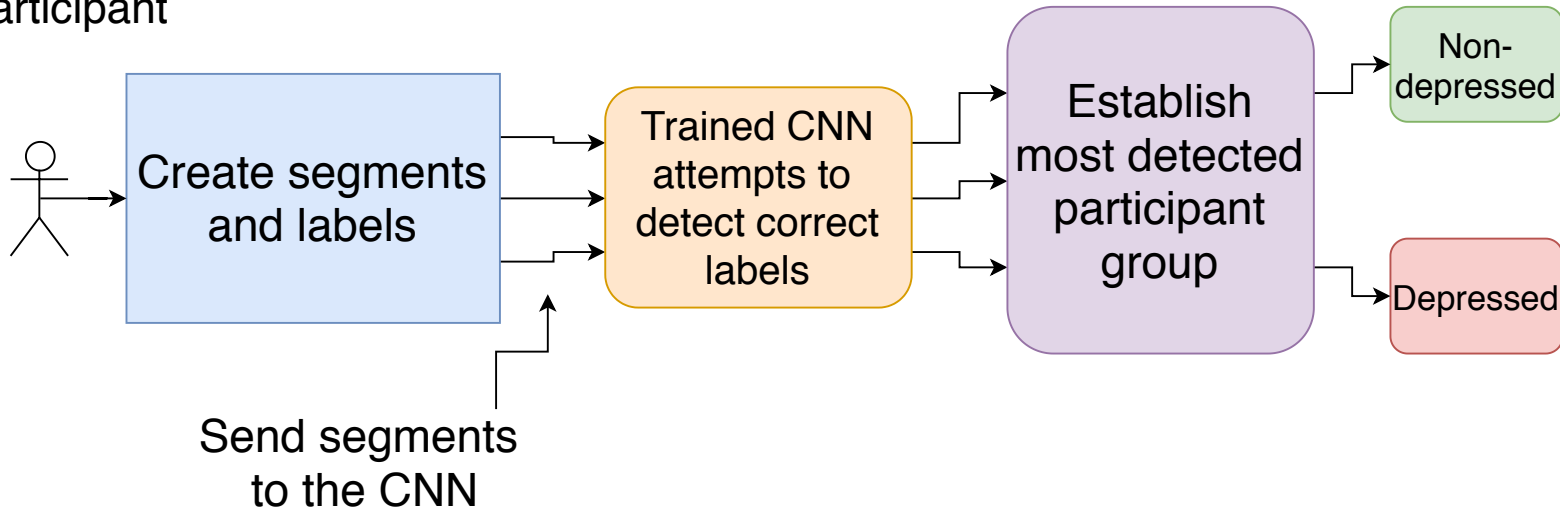 articipant
Create segments
and labels
Send segments
to the CNN
Trained CNN
attempts to
detect correct
labels
Establish
most detected
participant
group
Non-
depressed
Depressed